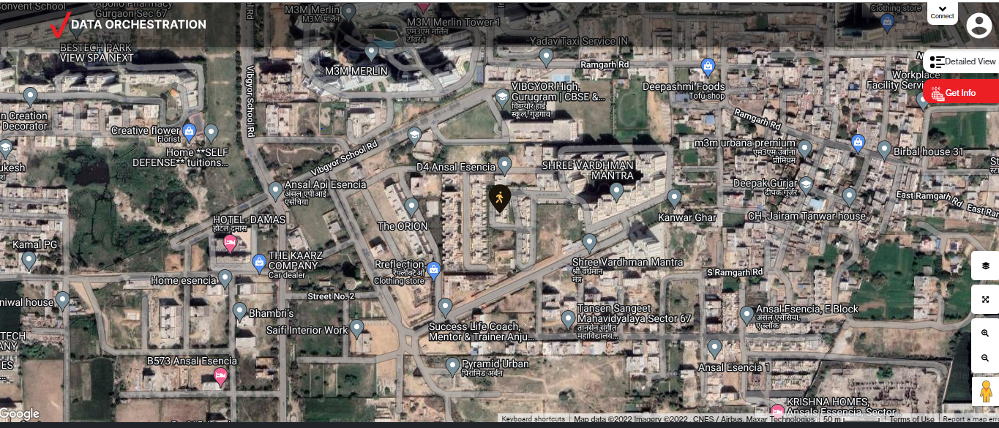 onvent School
Apollo Pharmacy
Gurgaon Sec 67
DATA ORCHESTRATION
M3M Merlin
M3M मर्लिन
M3M Merlin Tower 1
एम3एम मर्लिन
टॉवर 1
Clothing store
Connect
BESTECH PARK
VIEW SPA NEXT
M3M MERLIN
Yadav Taxi Service IN
Ramgarh Rd
Detailed View
Vibgyor School Rd
Deepashmi Foods
Tofu shop
Workplace
Get Info
VIBGYOR High,
Gurugram | CBSE &...
विब्ग्योर हाई
स्कूल, गुड़गांव
n Creation
Decorator
Ramgarh Rd
Creative flower
Florist
Home **SELF
DEFENSE** tuitions...
m3m urbana premium
एम3एम उर्बाना
प्रीमियम
Birbal house 31
ukesh
Vibgyor School Rd
D4 Ansal Esencia
SHREE VARDHMAN
MANTRA
Ansal Api Esencia
अंसल एपीआई
एसेंसिया
Deepak Gurjar
दीपक गुर्जर
East Ramgarh Rd
East Ra
The ORION
Kanwar Ghar
CH. Jairam Tanwar house
HOTEL- DAMAS
होटल दमास
Kamal PG
THE KAARZ
COMPANY
Car dealer
Rreflection
Clothing store
Shree Vardhman Mantra
श्री वर्धमान
मंत्र
S Ramgarh Rd
Home esencia
Street No. 2
niwal house
Bhambri's
Saifi Interior Work
Success Life Coach,
Mentor & Trainer Anju...
Tansen Sangeet
Mahavidyalaya Sector 67
तानसेन संगीत
महाविद्यालय...
Ansal Esencia, E Block
अंसल एसेंसिया,
ए ब्लॉक
TECH
ANY
ES
B573 Ansal Esencia
Pyramid Urban
पिरामिड अर्बन
Ansal Esencia 1
KRISHNA HOMES,
Ansals Essencia, Sector
Google
Keyboard shortcuts
Map data ©2022 Imagery ©2022 , CNES / Airbus, Maxar Technologies
50 m
Terms of Use
Report a map err